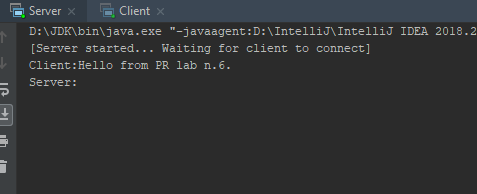 Server × Client ×
D:\JDK\bin\java.exe "-javaagent:D:\IntelliJ\IntelliJ IDEA 2018.2
[Server started... Waiting for client to connect]
Client:Hello from PR lab n.6.
Server: